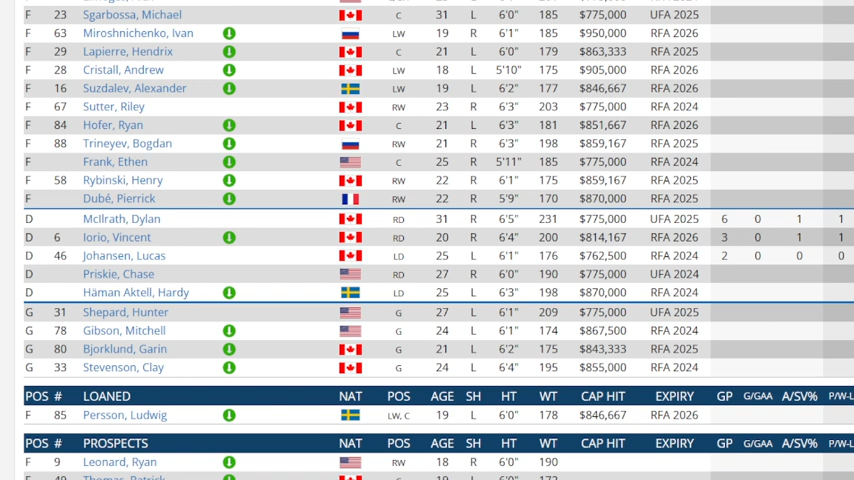 F 23 Sgarbossa, Michael C 31 L 6'0" 185 $775,000 UFA 2025
F 63 Miroshnichenko, Ivan LW 19 R 6'1" 185 $950,000 RFA 2026
F 29 Lapierre, Hendrix C 21 L 6'0" 179 $863,333 RFA 2025
F 28 Cristall, Andrew LW 18 L 5'10" 175 $905,000 RFA 2026
F 16 Suzdalev, Alexander LW 19 L 6'2" 177 $846,667 RFA 2026
F 67 Sutter, Riley RW 23 R 6'3" 203 $775,000 RFA 2024
F 84 Hofer, Ryan C 21 L 6'3" 181 $851,667 RFA 2026
F 88 Trineyev, Bogdan RW 21 R 6'3" 198 $859,167 RFA 2025
F Frank, Ethen C 25 R 5'11" 185 $775,000 RFA 2024
F 58 Rybinski, Henry RW 22 R 6'1" 175 $859,167 RFA 2025
F Dubé, Pierrick RW 22 R 5'9" 170 $870,000 RFA 2025
D McIlrath, Dylan RD 31 R 6'5" 231 $775,000 UFA 2025 6 0 1 1
D 6 Iorio, Vincent RD 20 R 6'4" 200 $814,167 RFA 2026 3 0 1 1
D 46 Johansen, Lucas LD 25 L 6'1" 176 $762,500 RFA 2024 2 0 0 0
D Priskie, Chase RD 27 R 6'0" 190 $775,000 UFA 2024
D Häman Aktell, Hardy LD 25 L 6'3" 198 $870,000 RFA 2024
G 31 Shepard, Hunter G 27 L 6'1" 209 $775,000 UFA 2025
G 78 Gibson, Mitchell G 24 L 6'1" 174 $867,500 RFA 2024
G 80 Bjorklund, Garin G 21 L 6'2" 175 $843,333 RFA 2025
G 33 Stevenson, Clay G 24 L 6'4" 195 $855,000 RFA 2024
POS # LOANED NAT POS AGE SH HT WT CAP HIT EXPIRY GP G/GAA A/SV% P/W-L
F 85 Persson, Ludwig LW, C 19 L 6'0" 178 $846,667 RFA 2026
POS # PROSPECTS NAT POS AGE SH HT WT CAP HIT EXPIRY GP G/GAA A/SV% P/W-L
F 9 Leonard, Ryan RW 18 R 6'0" 190